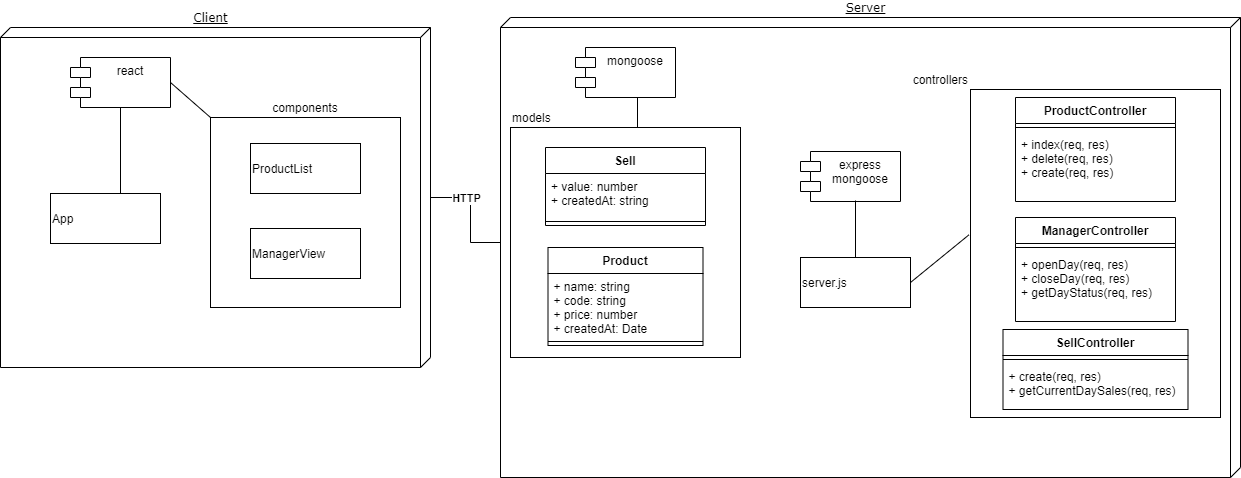 Client
react
components
ProductList
App
ManagerView
HTTP
Server
mongoose
models
Sell
+ value: number
+ createdAt: string
Product
+ name: string
+ code: string
+ price: number
+ createdAt: Date
express
mongoose
server.js
controllers
ProductController
+ index(req, res)
+ delete(req, res)
+ create(req, res)
ManagerController
+ openDay(req, res)
+ closeDay(req, res)
+ getDayStatus(req, res)
SellController
+ create(req, res)
+ getCurrentDaySales(req, res)